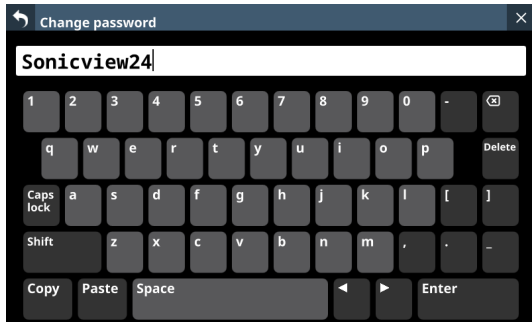 Change password
Sonicview24
1 2 3 4 5 6 7 8 9 0 -
q w e r t y u i o p Delete
Caps lock a s d f g h j k l [ ]
Shift z x c v b n m , . _
Copy Paste Space Enter